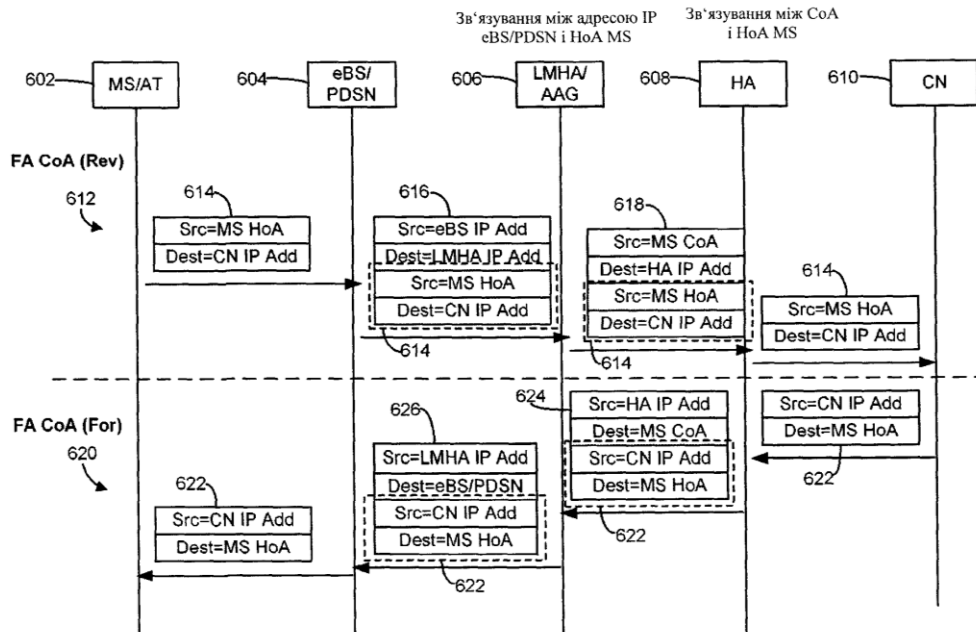 Зв‘язування між адресою IP
eBS/PDSN і HoA MS
Зв‘язування між CoA
і HoA MS
602
MS/AT
604
eBS/
PDSN
606
LMHA/
AAG
608
HA
610
CN
FA CoA (Rev)
612
614
Src=MS HoA
Dest=CN IP Add
616
Src=eBS IP Add
Dest=LMHA IP Add
Src=MS HoA
Dest=CN IP Add
614
618
Src=MS CoA
Dest=HA IP Add
Src=MS HoA
Dest=CN IP Add
614
614
Src=MS HoA
Dest=CN IP Add
FA CoA (For)
620
622
Src=CN IP Add
Dest=MS HoA
626
Src=LMHA IP Add
Dest=eBS/PDSN
Src=CN IP Add
Dest=MS HoA
622
624
Src=HA IP Add
Dest=MS CoA
Src=CN IP Add
Dest=MS HoA
622
Src=CN IP Add
Dest=MS HoA
622